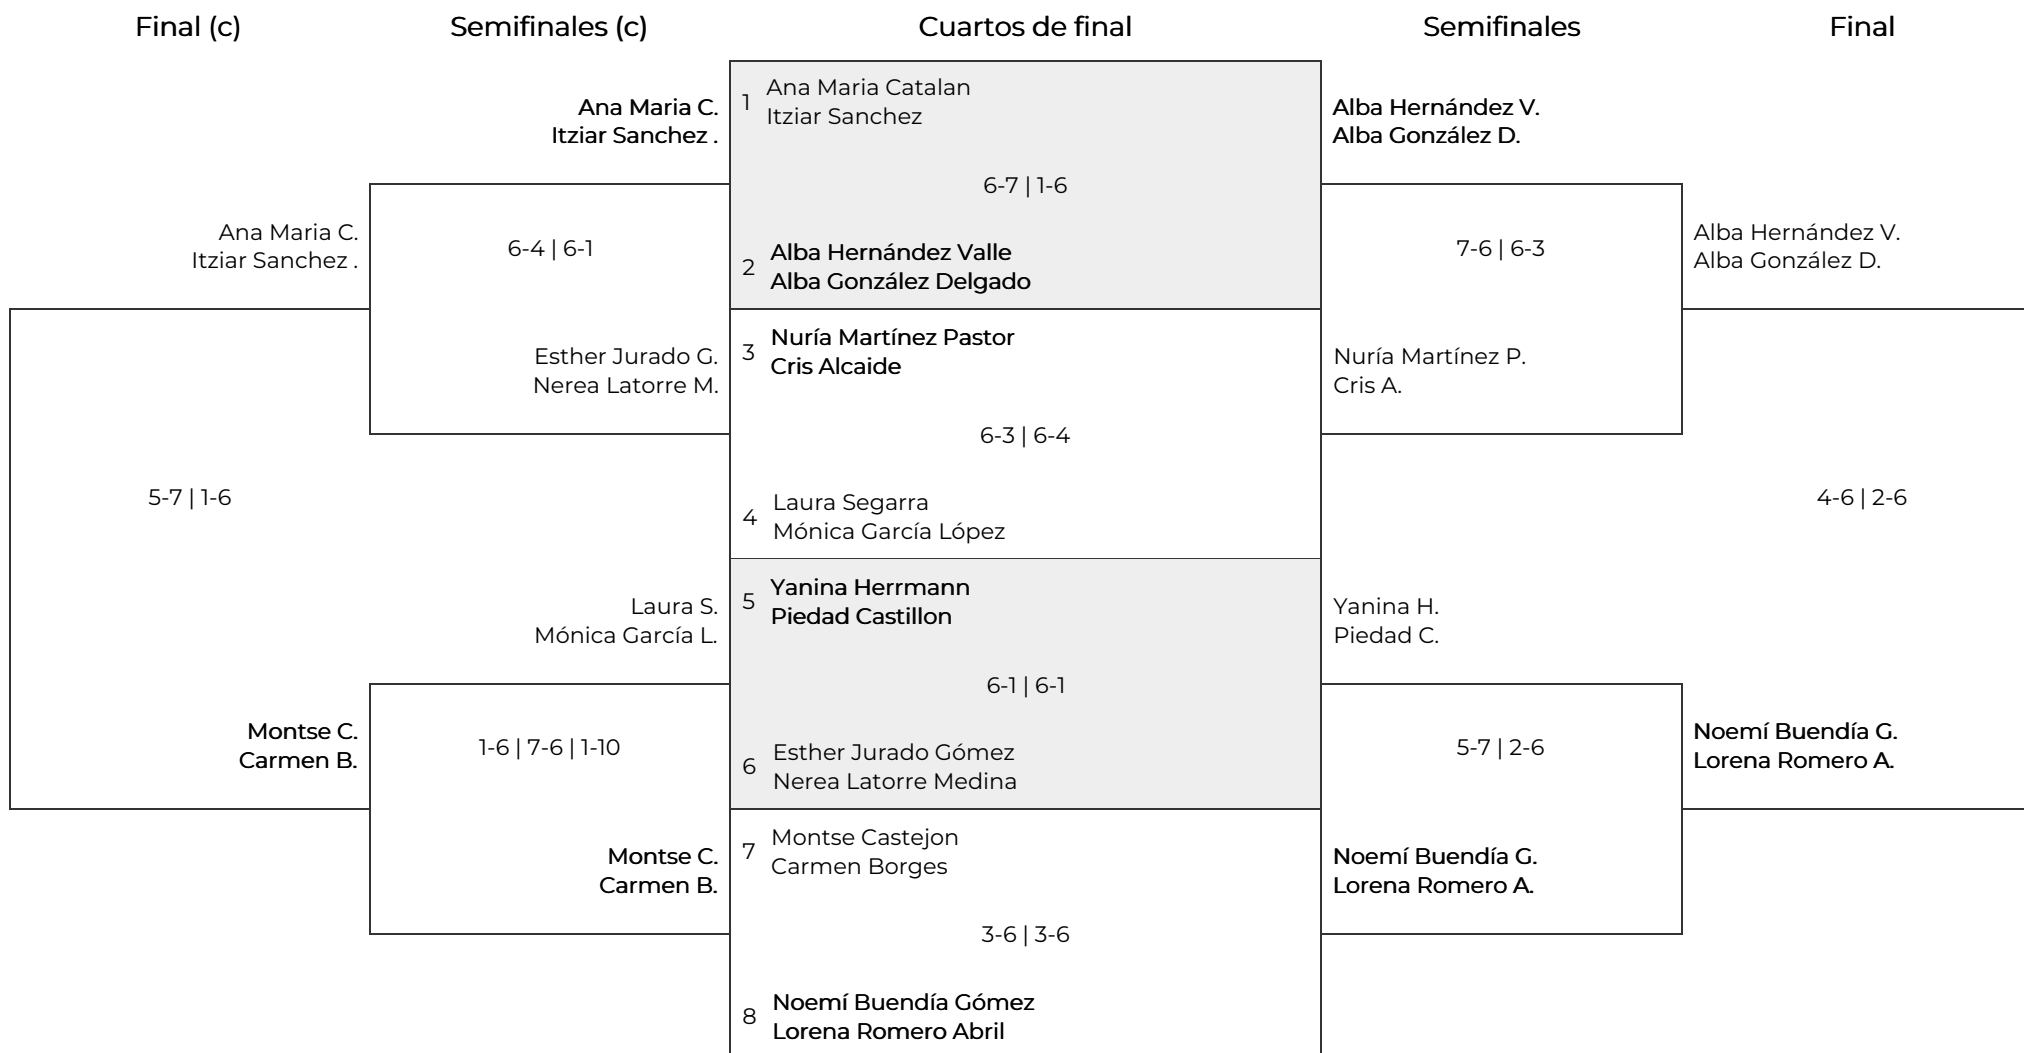 Final (c)
Semifinales (c)
Cuartos de final
Semifinales
Final
Ana Maria C.
Itziar Sanchez .
1
Ana Maria Catalan
Itziar Sanchez
Alba Hernández V.
Alba González D.
6-7 | 1-6
Ana Maria C.
Itziar Sanchez .
6-4 | 6-1
2
Alba Hernández Valle
Alba González Delgado
7-6 | 6-3
Alba Hernández V.
Alba González D.
Esther Jurado G.
Nerea Latorre M.
3
Nuría Martínez Pastor
Cris Alcaide
Nuría Martínez P.
Cris A.
6-3 | 6-4
5-7 | 1-6
4
Laura Segarra
Mónica García López
4-6 | 2-6
Laura S.
Mónica García L.
5
Yanina Herrmann
Piedad Castillon
Yanina H.
Piedad C.
6-1 | 6-1
Montse C.
Carmen B.
1-6 | 7-6 | 1-10
6
Esther Jurado Gómez
Nerea Latorre Medina
5-7 | 2-6
Noemí Buendía G.
Lorena Romero A.
Montse C.
Carmen B.
7
Montse Castejon
Carmen Borges
Noemí Buendía G.
Lorena Romero A.
3-6 | 3-6
8
Noemí Buendía Gómez
Lorena Romero Abril